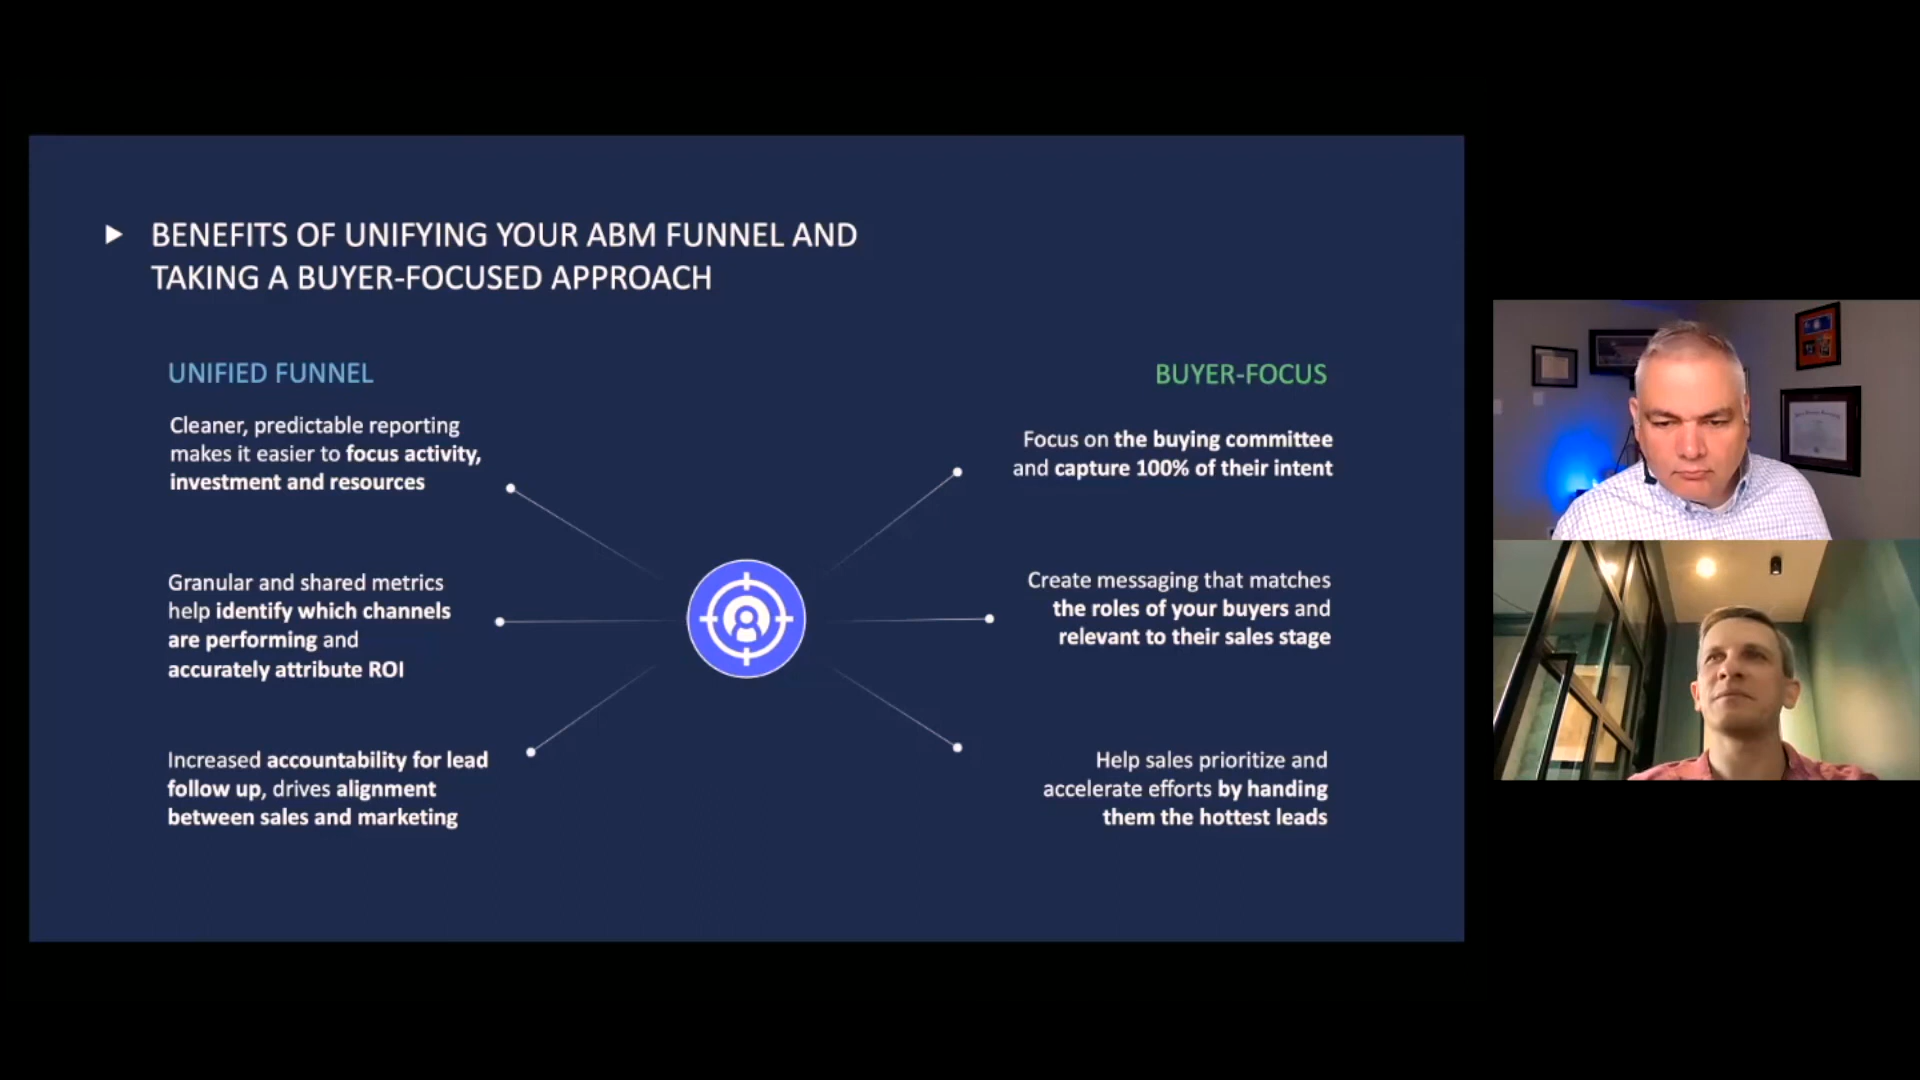 BENEFITS OF UNIFYING YOUR ABM FUNNEL AND
TAKING A BUYER-FOCUSED APPROACH
UNIFIED FUNNEL
Cleaner, predictable reporting
makes it easier to focus activity,
investment and resources
Granular and shared metrics
help identify which channels
are performing and
accurately attribute ROI
Increased accountability for lead
follow up, drives alignment
between sales and marketing
BUYER-FOCUS
Focus on the buying committee
and capture 100% of their intent
Create messaging that matches
the roles of your buyers and
relevant to their sales stage
Help sales prioritize and
accelerate efforts by handing
them the hottest leads